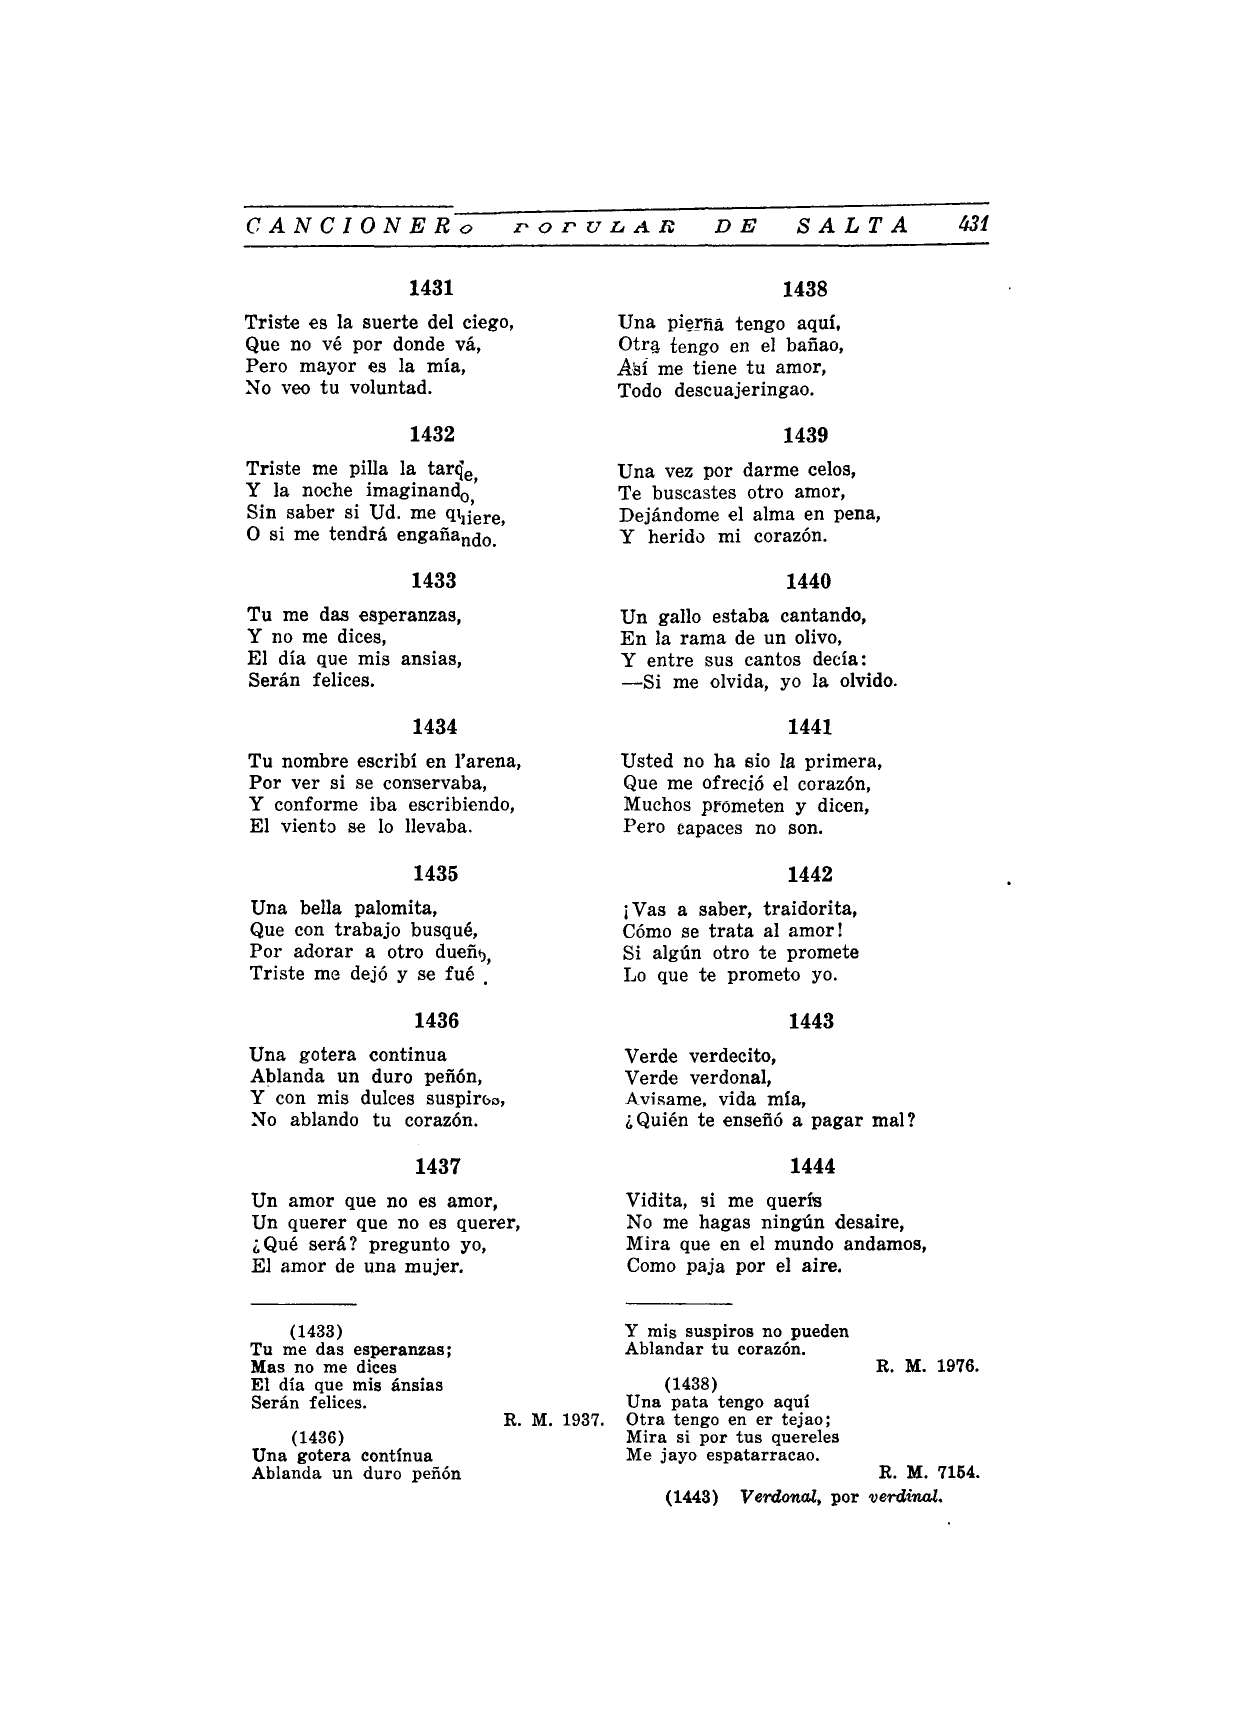 CANCIONERO POPULAR DE SALTA 431
1431
Triste es la suerte del ciego,
Que no vé por donde vá,
Pero mayor es la mía,
No veo tu voluntad.
1432
Triste me pilla la tarde,
Y la noche imaginando,
Sin saber si Ud. me quiere,
O si me tendrá engañando.
1433
Tu me das esperanzas,
Y no me dices,
El día que mis ansias,
Serán felices.
1434
Tu nombre escribí en l'arena,
Por ver si se conservaba,
Y conforme iba escribiendo,
El viento se lo llevaba.
1435
Una bella palomita,
Que con trabajo busqué,
Por adorar a otro dueño,
Triste me dejó y se fué.
1436
Una gotera continua
Ablanda un duro peñón,
Y con mis dulces suspiros,
No ablando tu corazón.
1437
Un amor que no es amor,
Un querer que no es querer,
¿Qué será? pregunto yo,
El amor de una mujer.
(1433)
Tu me das esperanzas;
Mas no me dices
El día que mis ánsias
Serán felices.
R. M. 1937.
(1436)
Una gotera contínua
Ablanda un duro peñón
1438
Una pierna tengo aquí,
Otra tengo en el bañao,
Así me tiene tu amor,
Todo descuajeringao.
1439
Una vez por darme celos,
Te buscastes otro amor,
Dejándome el alma en pena,
Y herido mi corazón.
1440
Un gallo estaba cantando,
En la rama de un olivo,
Y entre sus cantos decía:
—Si me olvida, yo la olvido.
1441
Usted no ha sio la primera,
Que me ofreció el corazón,
Muchos prometen y dicen,
Pero capaces no son.
1442
¡Vas a saber, traidorita,
Cómo se trata al amor!
Si algún otro te promete
Lo que te prometo yo.
1443
Verde verdecito,
Verde verdonal,
Avisame, vida mía,
¿Quién te enseñó a pagar mal?
1444
Vidita, si me querís
No me hagas ningún desaire,
Mira que en el mundo andamos,
Como paja por el aire.
Y mis suspiros no pueden
Ablandar tu corazón.
R. M. 1976.
(1438)
Una pata tengo aquí
Otra tengo en er tejao;
Mira si por tus quereles
Me jayo espatarracao.
R. M. 7154.
(1443) Verdonal, por verdinal.